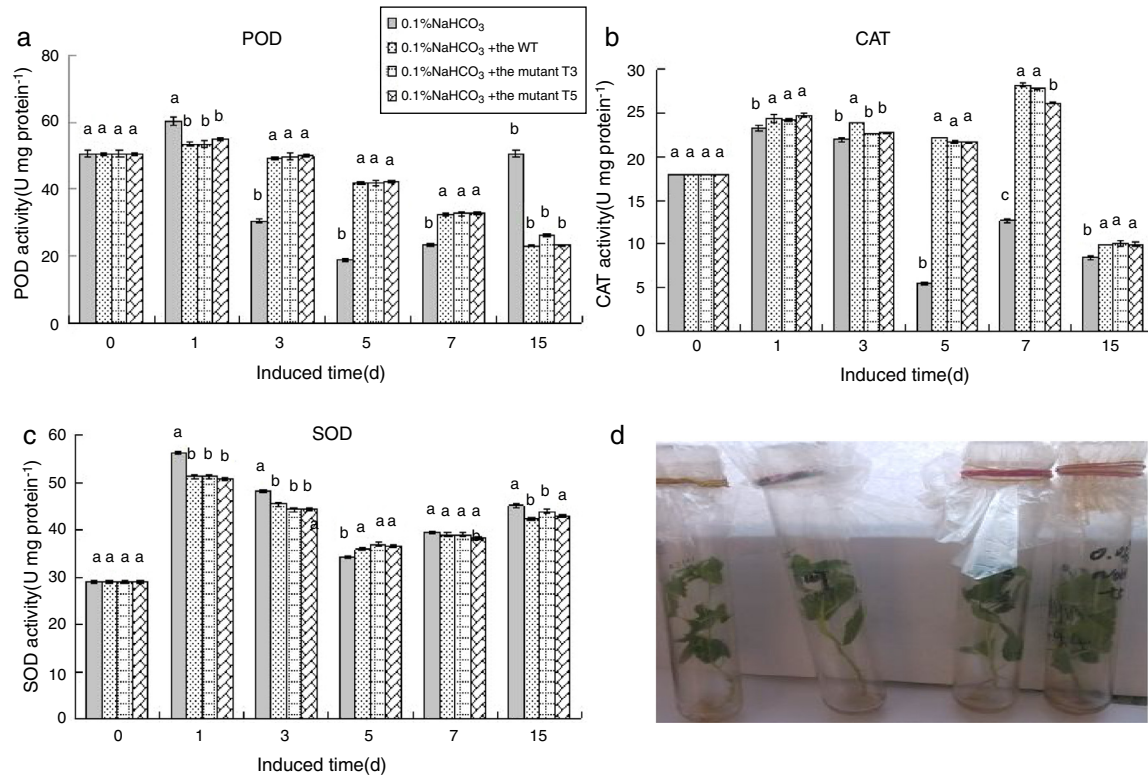 a
POD
0.1%NaHCO₃
0.1%NaHCO₃ +the WT
0.1%NaHCO₃ +the mutant T3
0.1%NaHCO₃ +the mutant T5
POD activity(U mg protein⁻¹)
80
60
40
20
0
a a a a
a b b b
b a a a
b a a a
b a a a
b b b b
0 1 3 5 7 15
Induced time(d)
b
CAT
CAT activity(U mg protein⁻¹)
30
25
20
15
10
5
0
a a a a
b a a a
b a b b
b a a a
c a a b
b a a a
0 1 3 5 7 15
Induced time(d)
c
SOD
SOD activity(U mg protein⁻¹)
60
50
40
30
20
10
0
a a a a
a b b b
a b b b
a
b a a a
a a a a
b
a b b a
0 1 3 5 7 15
Induced time(d)
d